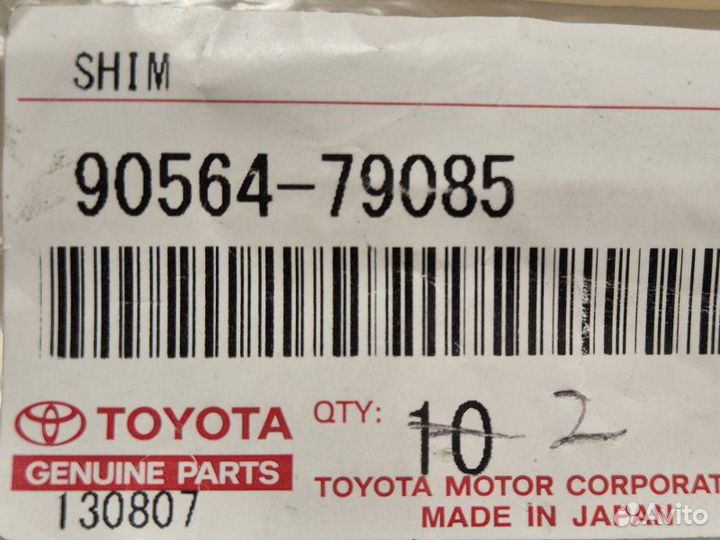 SHIM
90564-79085
TOYOTA
GENUINE PARTS
130807
QTY: 10 2
TOYOTA MOTOR CORPORAT
MADE IN JAPAN
Avito